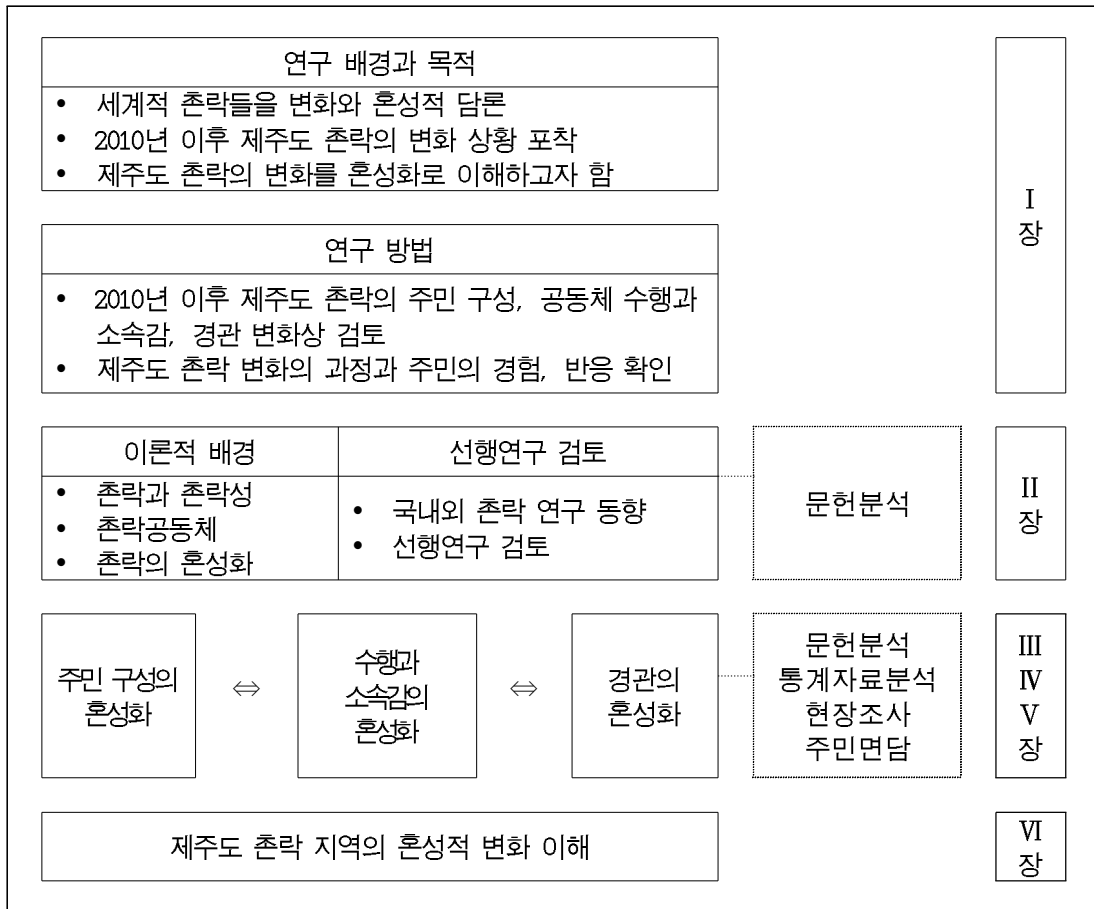 연구 배경과 목적
• 세계적 촌락들을 변화와 혼성적 담론
• 2010년 이후 제주도 촌락의 변화 상황 포착
• 제주도 촌락의 변화를 혼성화로 이해하고자 함
연구 방법
• 2010년 이후 제주도 촌락의 주민 구성, 공동체 수행과
소속감, 경관 변화상 검토
• 제주도 촌락 변화의 과정과 주민의 경험, 반응 확인
Ⅰ
장
이론적 배경
• 촌락과 촌락성
• 촌락공동체
• 촌락의 혼성화
선행연구 검토
• 국내외 촌락 연구 동향
• 선행연구 검토
문헌분석
Ⅱ
장
주민 구성의
혼성화
⇔
수행과
소속감의
혼성화
⇔
경관의
혼성화
문헌분석
통계자료분석
현장조사
주민면담
Ⅲ
Ⅳ
Ⅴ
장
제주도 촌락 지역의 혼성적 변화 이해
Ⅵ
장